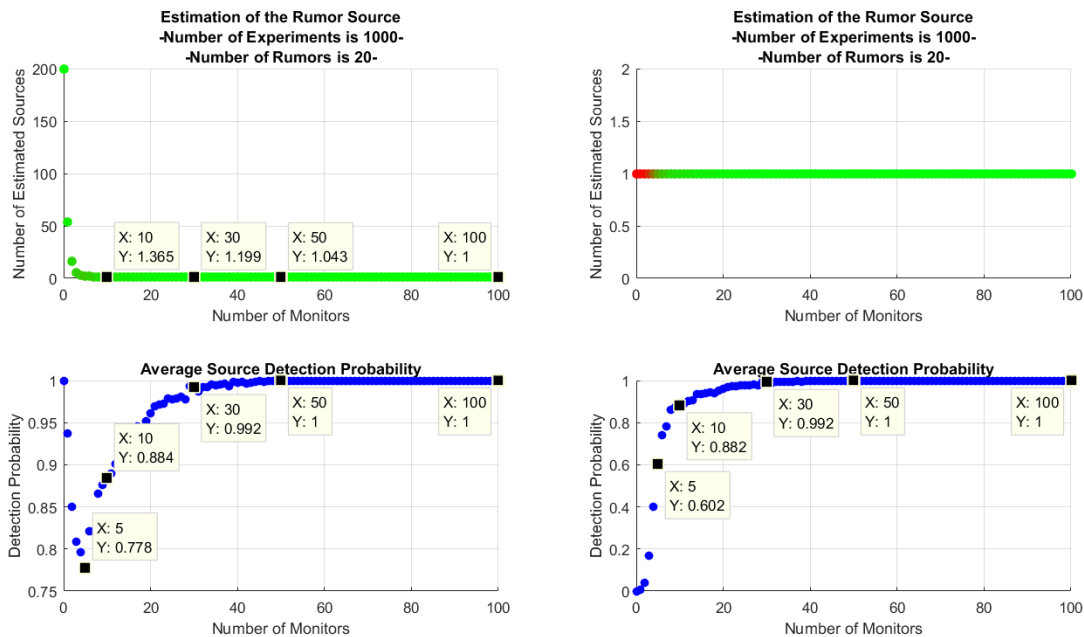 Estimation of the Rumor Source
-Number of Experiments is 1000-
-Number of Rumors is 20-
Number of Estimated Sources
200
150
100
50
0
X: 10
Y: 1.365
X: 30
Y: 1.199
X: 50
Y: 1.043
X: 100
Y: 1
0 20 40 60 80 100
Number of Monitors
Estimation of the Rumor Source
-Number of Experiments is 1000-
-Number of Rumors is 20-
Number of Estimated Sources
2
1.5
1
0.5
0
0 20 40 60 80 100
Number of Monitors
Average Source Detection Probability
Detection Probability
1
0.95
0.9
0.85
0.8
0.75
X: 5
Y: 0.778
X: 10
Y: 0.884
X: 30
Y: 0.992
X: 50
Y: 1
X: 100
Y: 1
0 20 40 60 80 100
Number of Monitors
Average Source Detection Probability
Detection Probability
1
0.8
0.6
0.4
0.2
0
X: 5
Y: 0.602
X: 10
Y: 0.882
X: 30
Y: 0.992
X: 50
Y: 1
X: 100
Y: 1
0 20 40 60 80 100
Number of Monitors